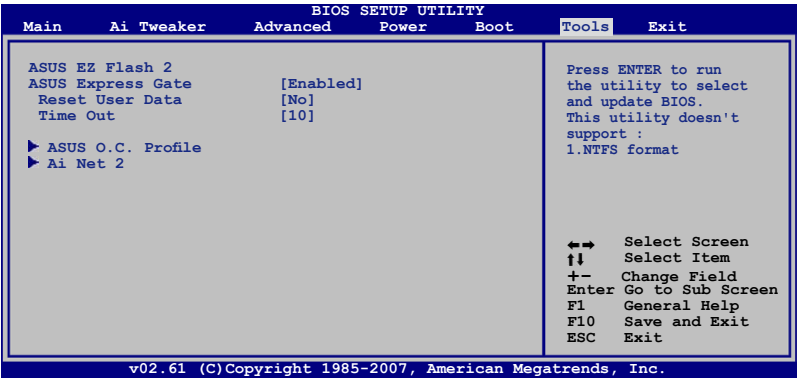 BIOS SETUP UTILITY
Main Ai Tweaker Advanced Power Boot Tools Exit
ASUS EZ Flash 2
ASUS Express Gate [Enabled]
Reset User Data [No]
Time Out [10]
ASUS O.C. Profile
Ai Net 2
Press ENTER to run
the utility to select
and update BIOS.
This utility doesn't
support :
1.NTFS format
←→ Select Screen
↑↓ Select Item
+- Change Field
Enter Go to Sub Screen
F1 General Help
F10 Save and Exit
ESC Exit
v02.61 (C)Copyright 1985-2007, American Megatrends, Inc.